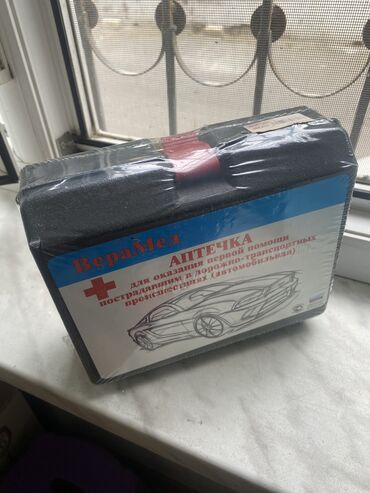 ВераМед
АПТЕЧКА
для оказания первой помощи
пострадавшим в дорожно-транспортных
происшествиях (автомобильная)